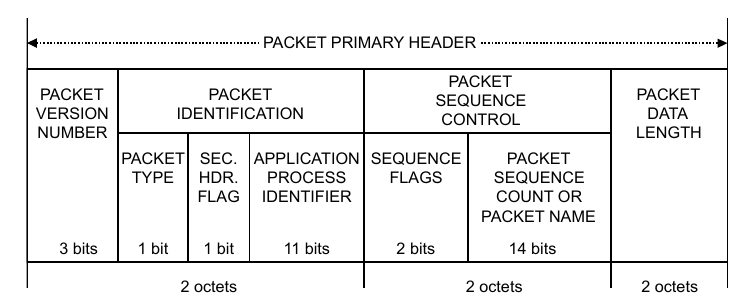 PACKET PRIMARY HEADER
PACKET
VERSION
NUMBER
PACKET
IDENTIFICATION
PACKET
SEQUENCE
CONTROL
PACKET
DATA
LENGTH
PACKET
TYPE
SEC.
HDR.
FLAG
APPLICATION
PROCESS
IDENTIFIER
SEQUENCE
FLAGS
PACKET
SEQUENCE
COUNT OR
PACKET NAME
3 bits
1 bit
1 bit
11 bits
2 bits
14 bits
2 octets
2 octets
2 octets